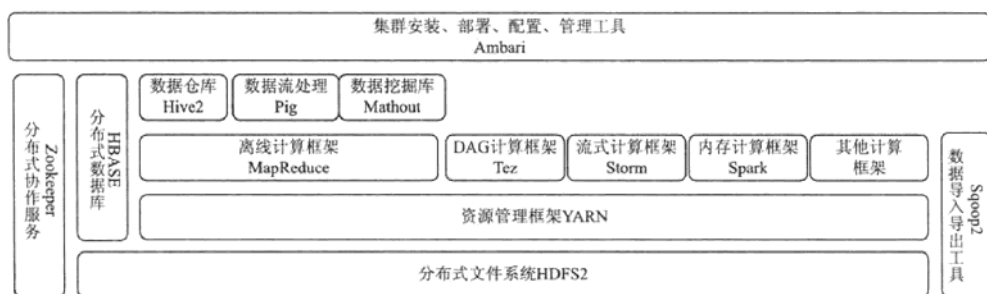 集群安装、部署、配置、管理工具
Ambari
Zookeeper
分布式协作服务
HBASE
分布式数据库
数据仓库
Hive2
数据流处理
Pig
数据挖掘库
Mathout
离线计算框架
MapReduce
DAG计算框架
Tez
流式计算框架
Storm
内存计算框架
Spark
其他计算
框架
资源管理框架YARN
分布式文件系统HDFS2
Sqoop2
数据导入导出工具